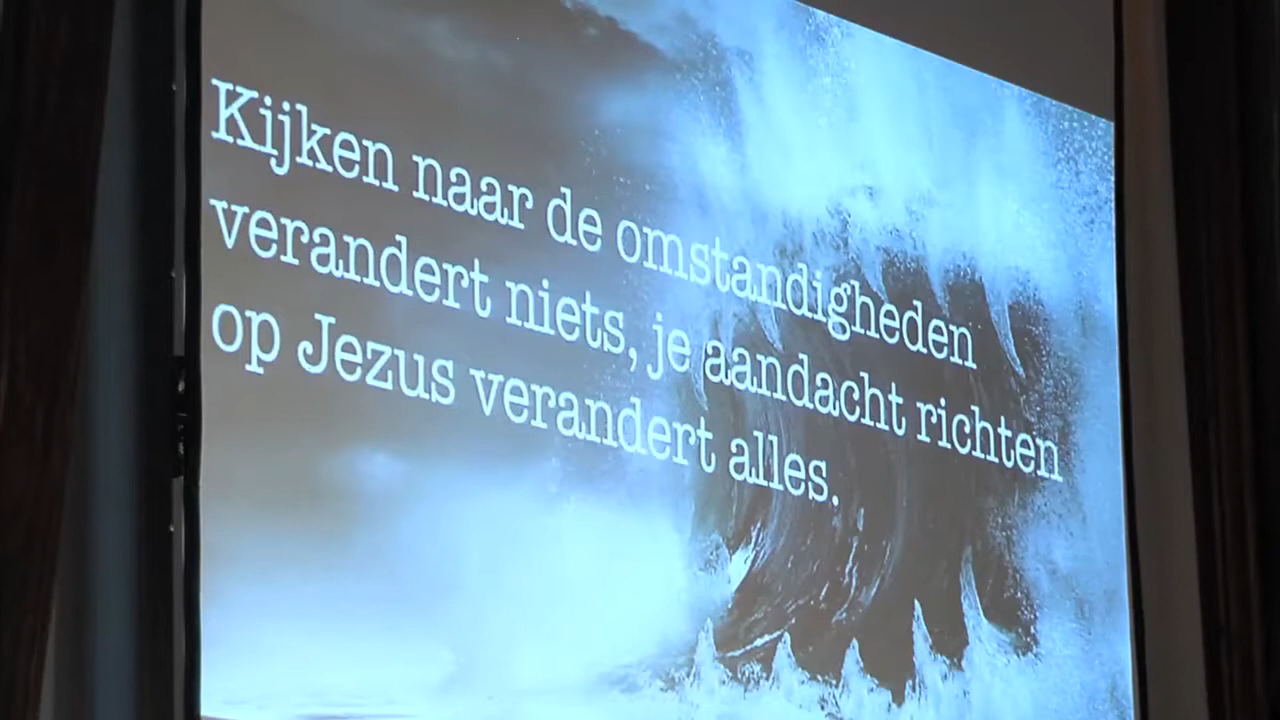 Kijken naar de omstandigheden
verandert niets, je aandacht richten
op Jezus verandert alles.